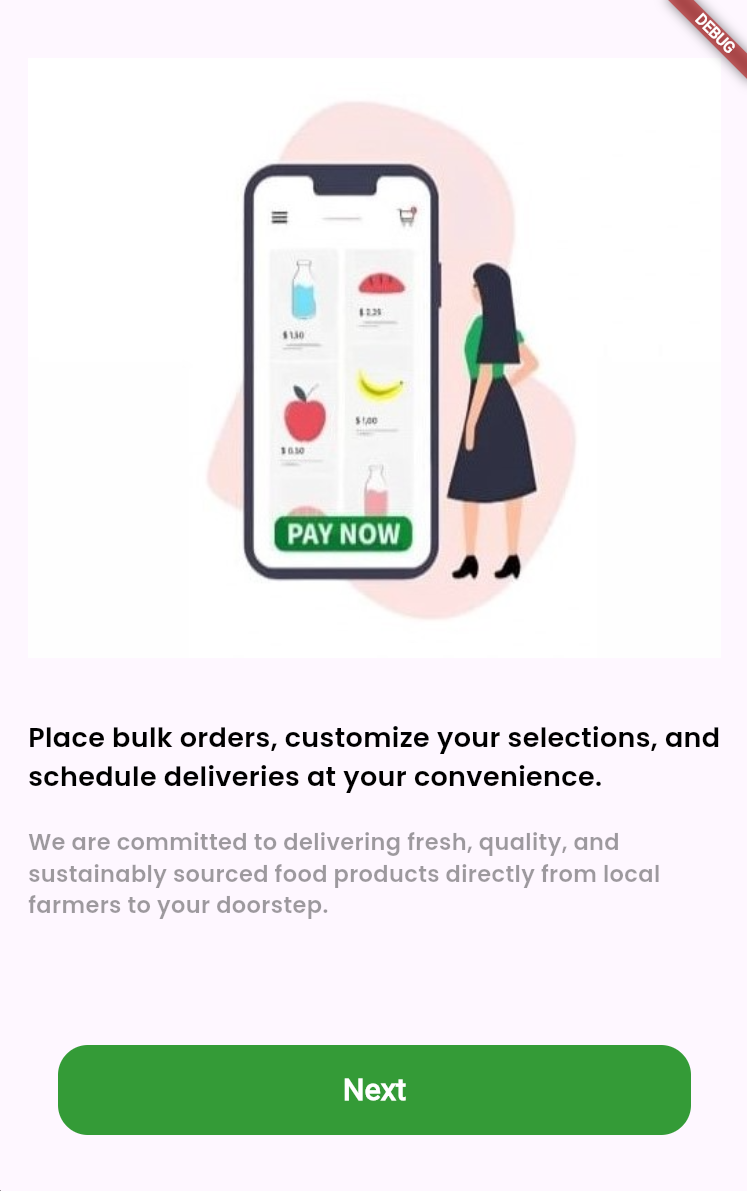 DEBUG
$ 1,50
$ 2,25
$ 1,00
$ 0.50
PAY NOW
Place bulk orders, customize your selections, and
schedule deliveries at your convenience.
We are committed to delivering fresh, quality, and
sustainably sourced food products directly from local
farmers to your doorstep.
Next